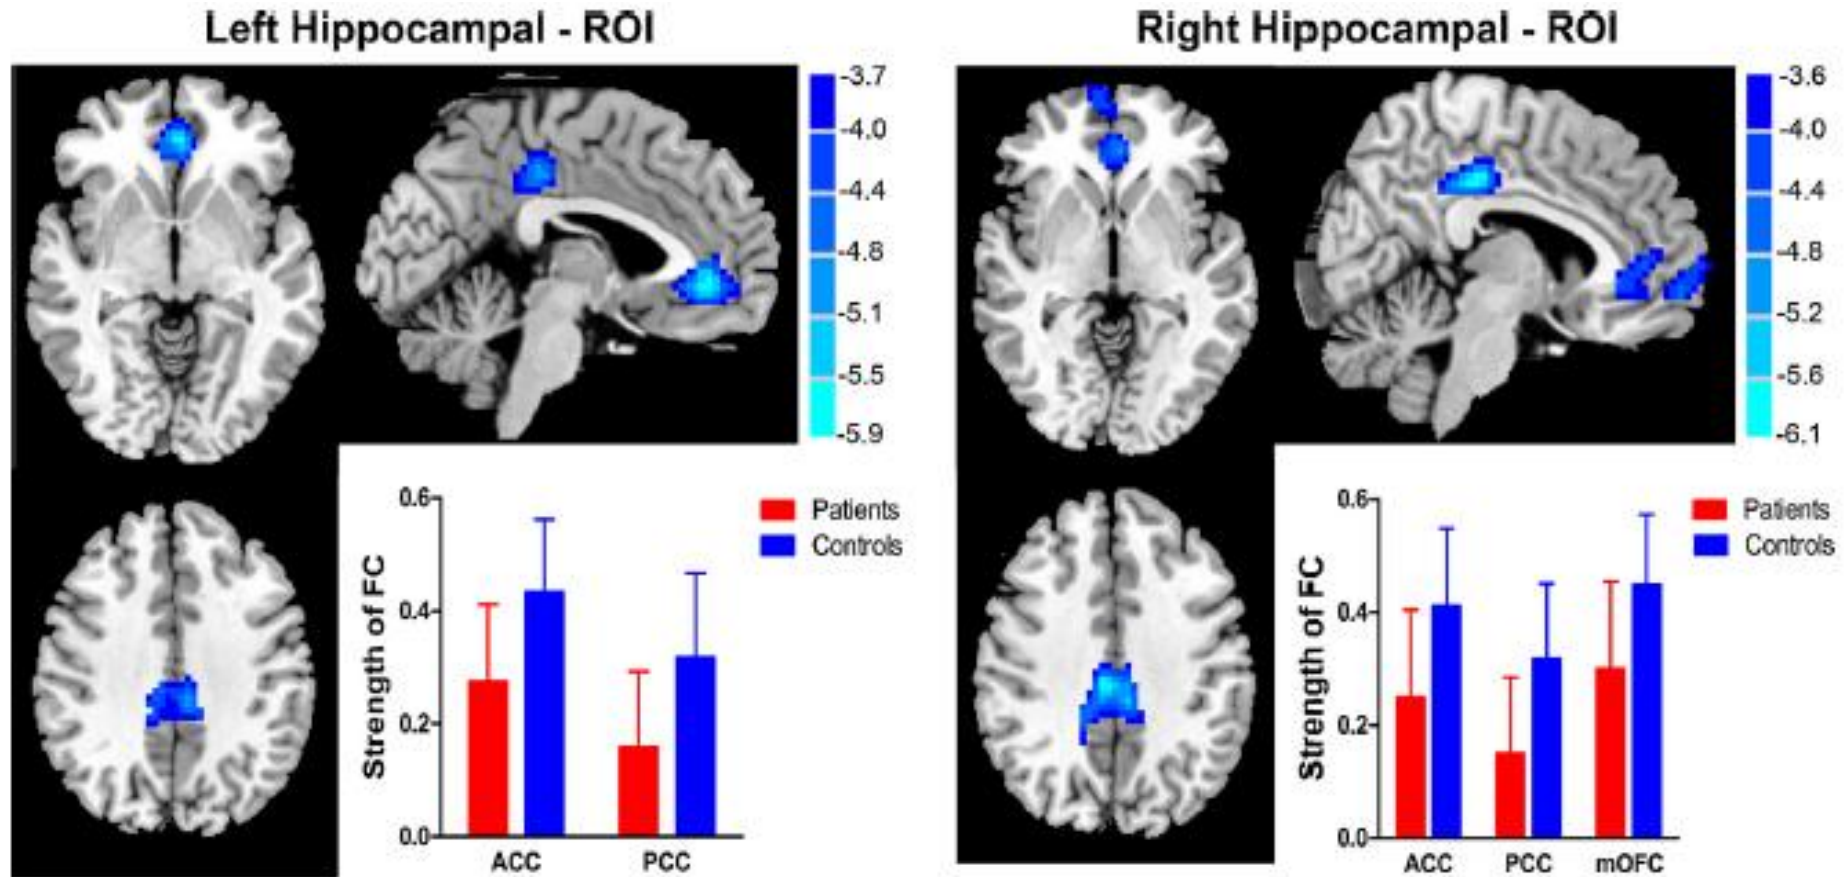 Left Hippocampal - ROI
-3.7
-4.0
-4.4
-4.8
-5.1
-5.5
-5.9
0.6
0.4
0.2
0.0
Strength of FC
ACC
PCC
Patients
Controls
Right Hippocampal - ROI
-3.6
-4.0
-4.4
-4.8
-5.2
-5.6
-6.1
0.6
0.4
0.2
0.0
Strength of FC
ACC
PCC
mOFC
Patients
Controls